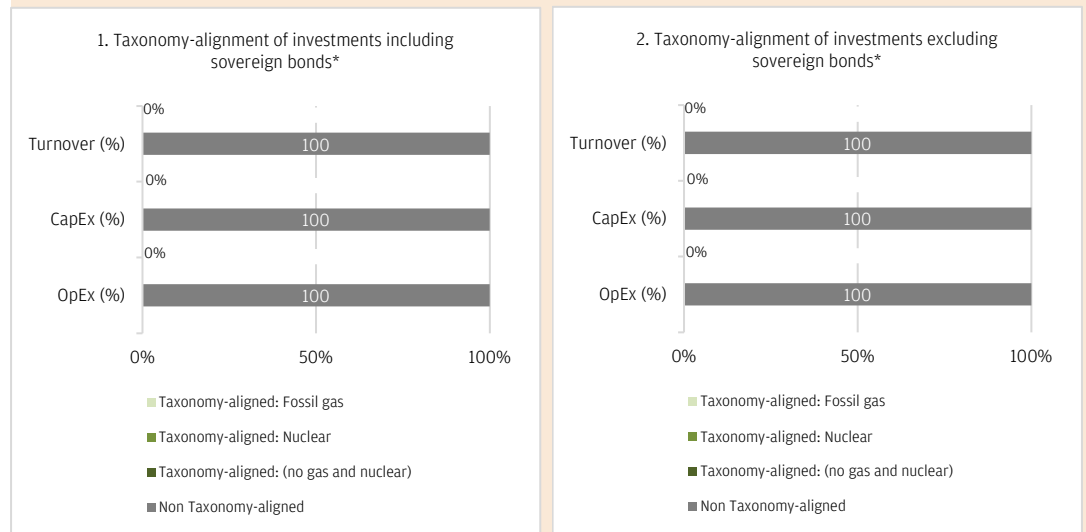 1. Taxonomy-alignment of investments including
sovereign bonds*
0%
Turnover (%)
100
0%
CapEx (%)
100
0%
OpEx (%)
100
0%
50%
100%
Taxonomy-aligned: Fossil gas
Taxonomy-aligned: Nuclear
Taxonomy-aligned: (no gas and nuclear)
Non Taxonomy-aligned
2. Taxonomy-alignment of investments excluding
sovereign bonds*
0%
Turnover (%)
100
0%
CapEx (%)
100
0%
OpEx (%)
100
0%
50%
100%
Taxonomy-aligned: Fossil gas
Taxonomy-aligned: Nuclear
Taxonomy-aligned: (no gas and nuclear)
Non Taxonomy-aligned